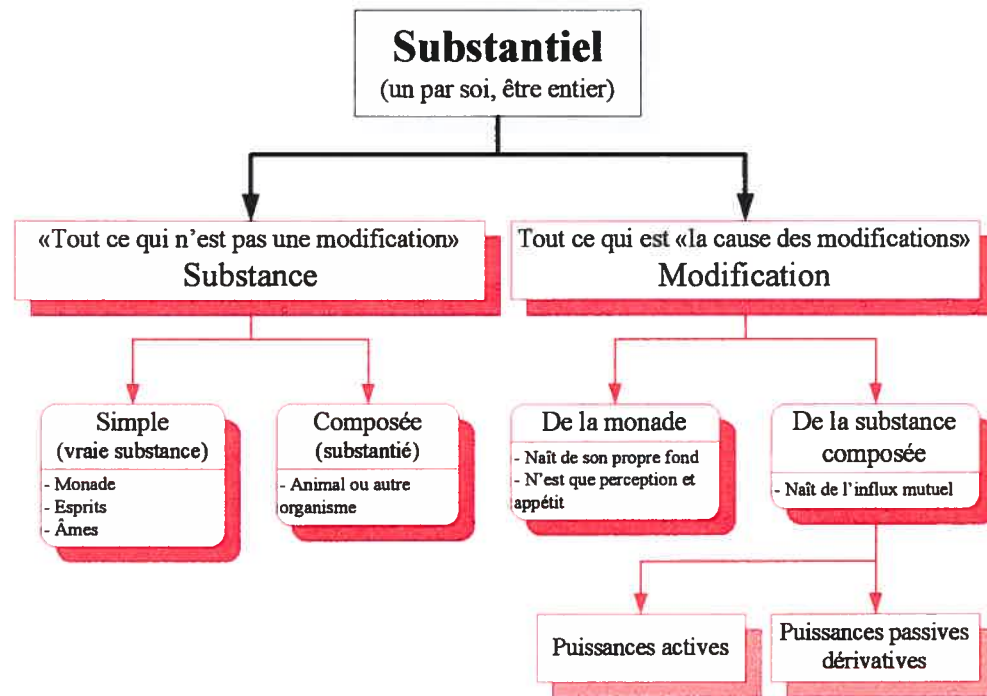 Substantiel
(un par soi, être entier)
«Tout ce qui n’est pas une modification»
Substance
Tout ce qui est «la cause des modifications»
Modification
Simple
(vraie substance)
- Monade
- Esprits
- Âmes
Composée
(substantié)
- Animal ou autre
organisme
De la monade
- Naît de son propre fond
- N’est que perception et
appétit
De la substance
composée
- Naît de l’influx mutuel
Puissances actives
Puissances passives
dérivatives